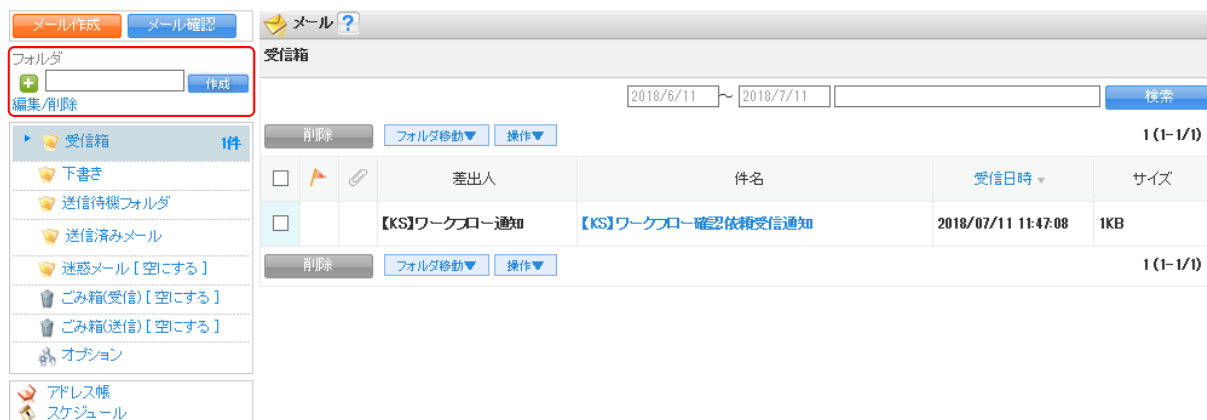 メール作成 メール確認
フォルダ
作成
編集/削除
受信箱 1件
下書き
送信待機フォルダ
送信済みメール
迷惑メール [ 空にする ]
ごみ箱(受信) [ 空にする ]
ごみ箱(送信) [ 空にする ]
オプション
アドレス帳
スケジュール
メール ?
受信箱
2018/6/11 ～ 2018/7/11 検索
削除 フォルダ移動▼ 操作▼ 1 (1-1/1)
差出人 件名 受信日時 ▼ サイズ
【KS】ワークフロー通知 【KS】ワークフロー確認依頼受信通知 2018/07/11 11:47:08 1KB
削除 フォルダ移動▼ 操作▼ 1 (1-1/1)